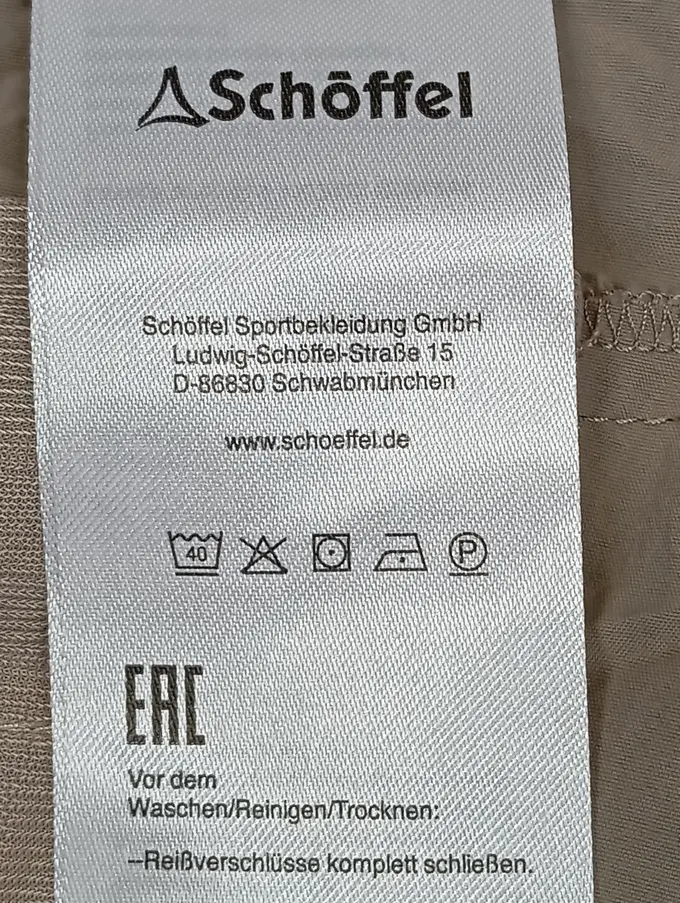 Schöffel
Schöffel Sportbekleidung GmbH
Ludwig-Schöffel-Straße 15
D-86830 Schwabmünchen
www.schoeffel.de
40 P
EAC
Vor dem
Waschen/Reinigen/Trocknen:
--Reißverschlüsse komplett schließen.